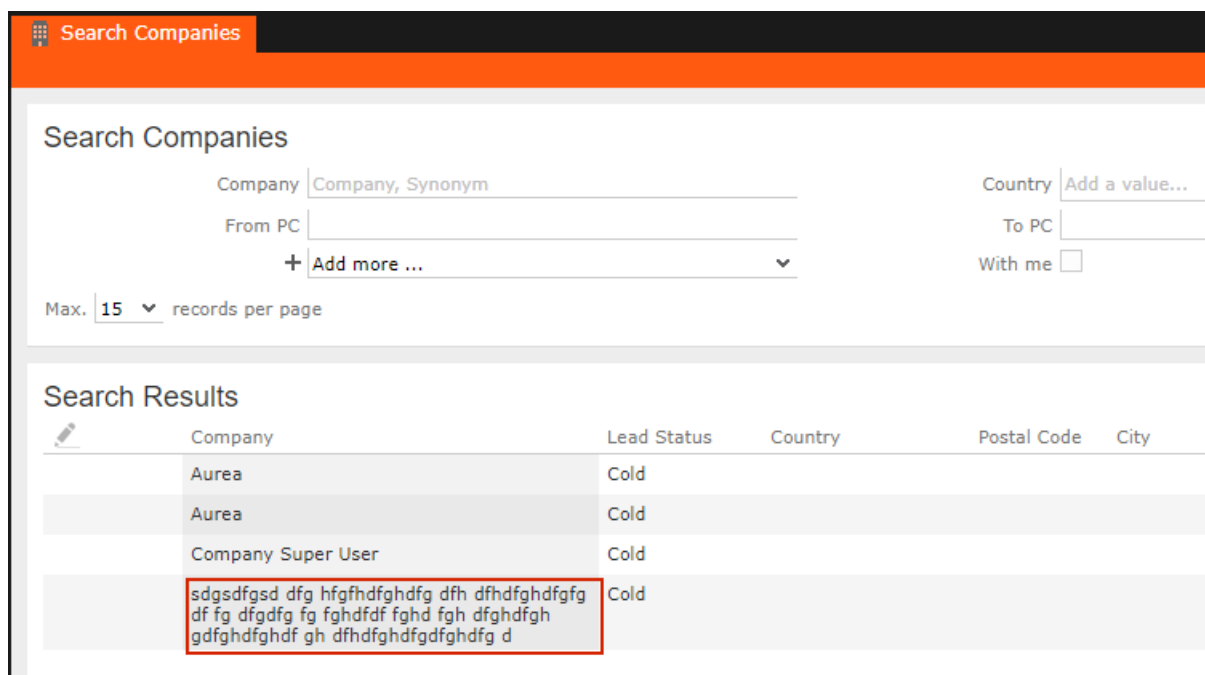 Search Companies
Search Companies
Company Company, Synonym Country Add a value...
From PC To PC
+ Add more ... With me
Max. 15 records per page
Search Results
Company Lead Status Country Postal Code City
Aurea Cold
Aurea Cold
Company Super User Cold
sdgsdfgsd dfg hfgfhdfghdfg dfh dfhdfghdfgfg Cold
df fg dfgdfg fg fghdfdf fghd fgh dfghdfgh
gdfghdfghdf gh dfhdfghdfgdfghdfg d